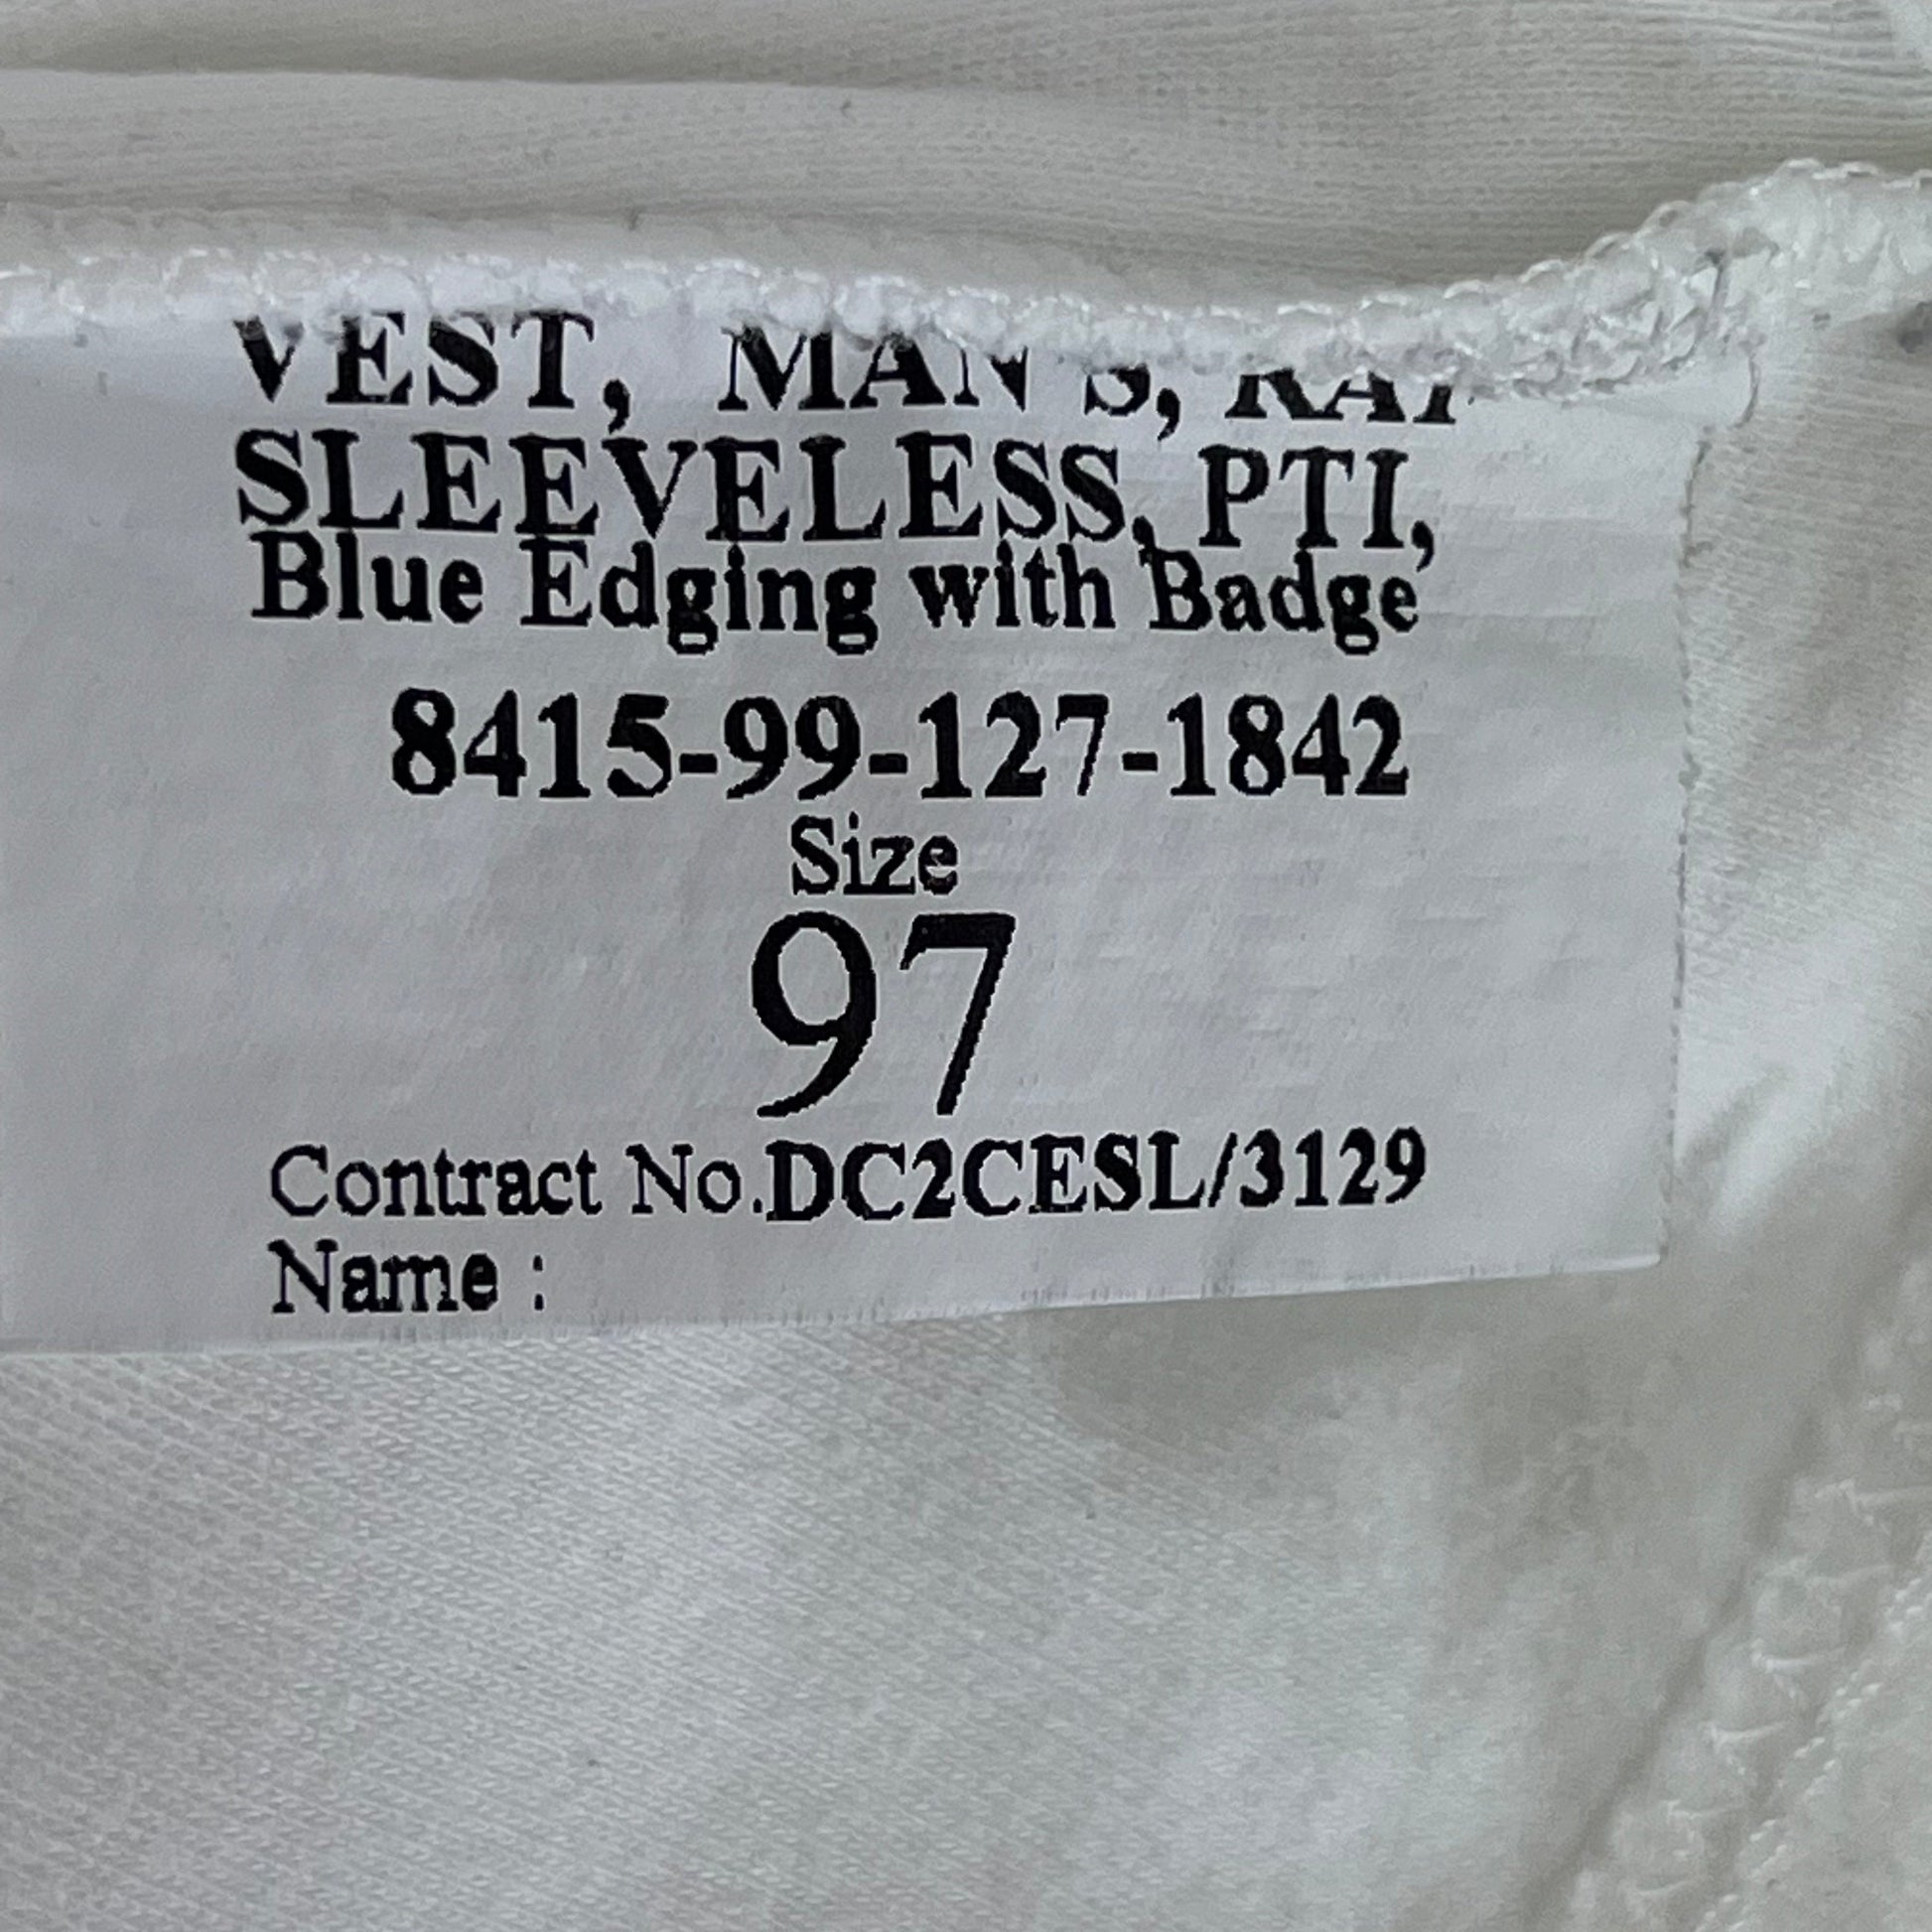 VEST, MAN'S, RAF
SLEEVELESS, PTI,
Blue Edging with Badge
8415-99-127-1842
Size
97
Contract No.DC2CESL/3129
Name :